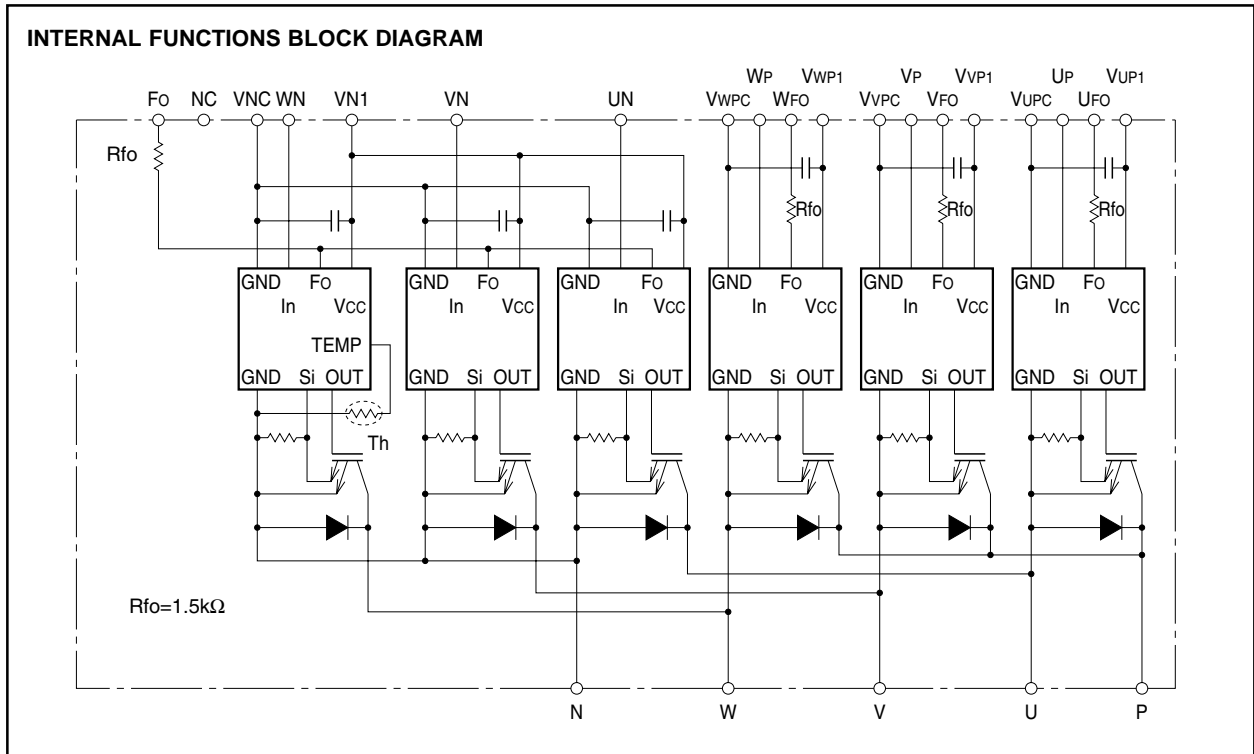 INTERNAL FUNCTIONS BLOCK DIAGRAM
WP VWP1 VP VVP1 UP VUP1
FO NC VNC WN VN1 VN UN VWPC WFO VVPC VFO VUPC UFO
Rfo
Rfo Rfo Rfo
GND FO GND FO GND FO GND FO GND FO GND FO
In VCC In VCC In VCC In VCC In VCC In VCC
TEMP
GND Si OUT GND Si OUT GND Si OUT GND Si OUT GND Si OUT GND Si OUT
Th
Rfo=1.5kΩ
N W V U P